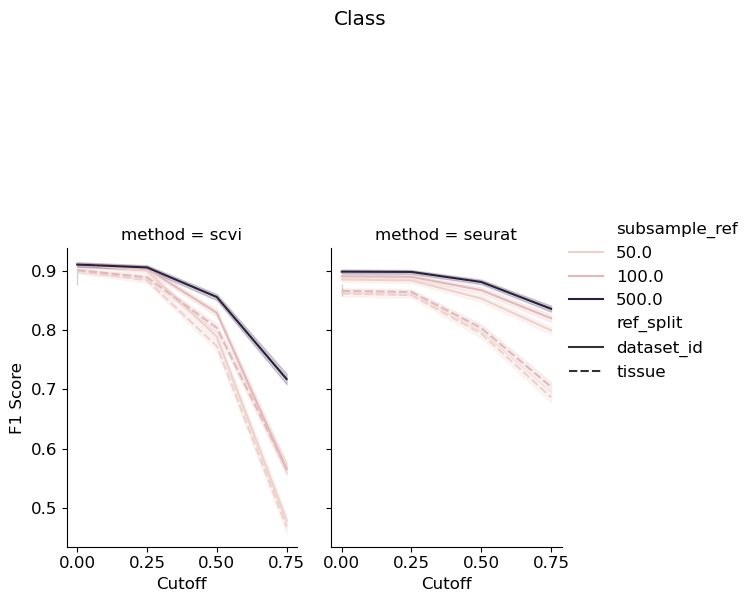 Class
method = scvi
method = seurat
F1 Score
0.9
0.8
0.7
0.6
0.5
0.00 0.25 0.50 0.75
0.00 0.25 0.50 0.75
Cutoff
Cutoff
subsample_ref
50.0
100.0
500.0
ref_split
dataset_id
tissue